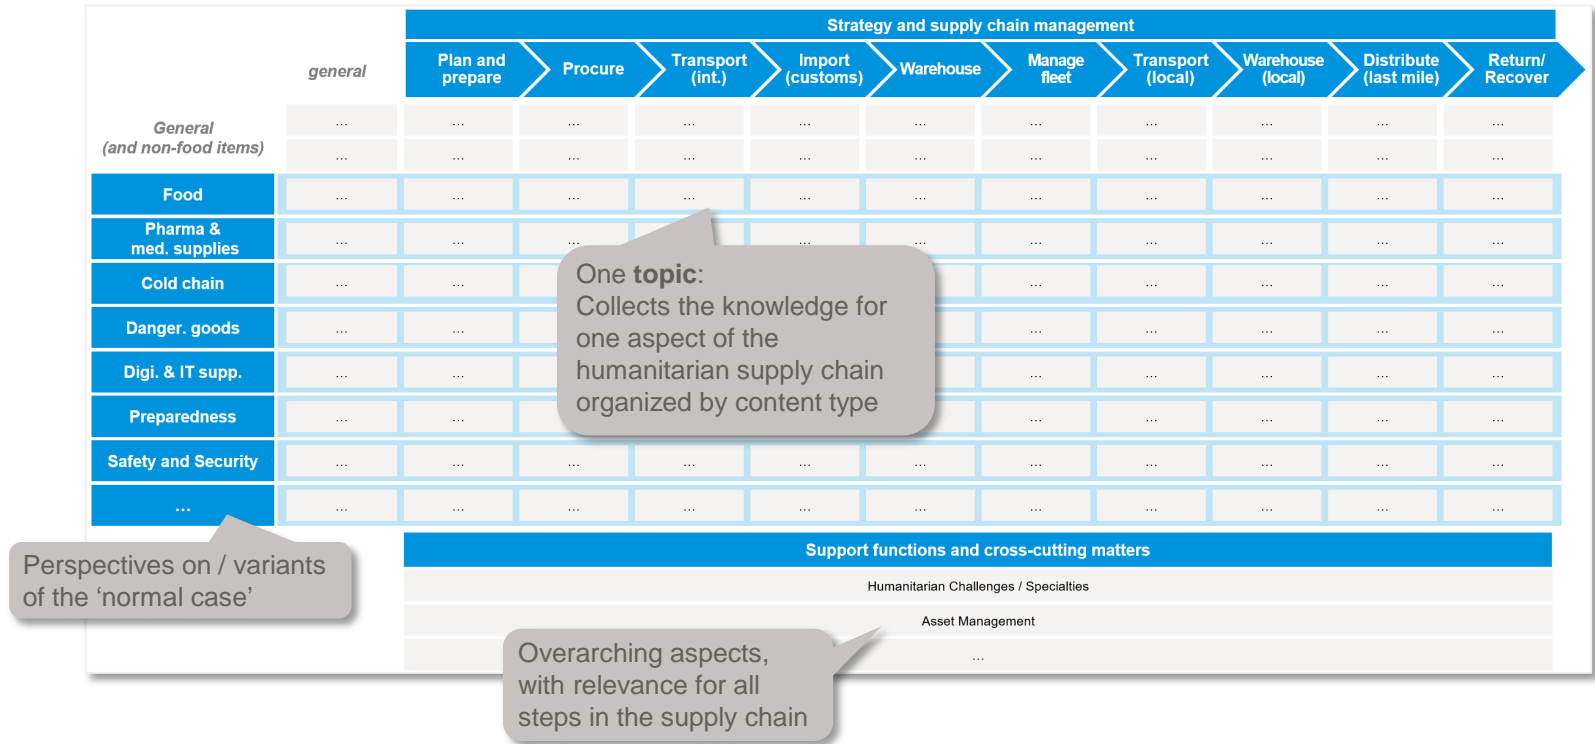 Strategy and supply chain management
general
Plan and
prepare
Procure
Transport
(int.)
Import
(customs)
Warehouse
Manage
fleet
Transport
(local)
Warehouse
(local)
Distribute
(last mile)
Return/
Recover
General
(and non-food items)
... ... ... ... ... ... ... ... ... ... ...
... ... ... ... ... ... ... ... ... ... ...
Food
... ... ... ... ... ... ... ... ... ... ...
Pharma &
med. supplies
... ... ... ... ... ... ... ... ... ...
Cold chain
... ... ... ... ... ...
Danger. goods
... ... ... ... ... ...
Digi. & IT supp.
... ... ... ... ... ...
Preparedness
... ... ... ... ... ...
Safety and Security
... ... ... ... ... ... ... ... ... ... ...
...
... ... ... ... ... ... ... ... ... ... ...
One topic:
Collects the knowledge for
one aspect of the
humanitarian supply chain
organized by content type
Perspectives on / variants
of the ‘normal case’
Support functions and cross-cutting matters
Humanitarian Challenges / Specialties
Asset Management
...
Overarching aspects,
with relevance for all
steps in the supply chain